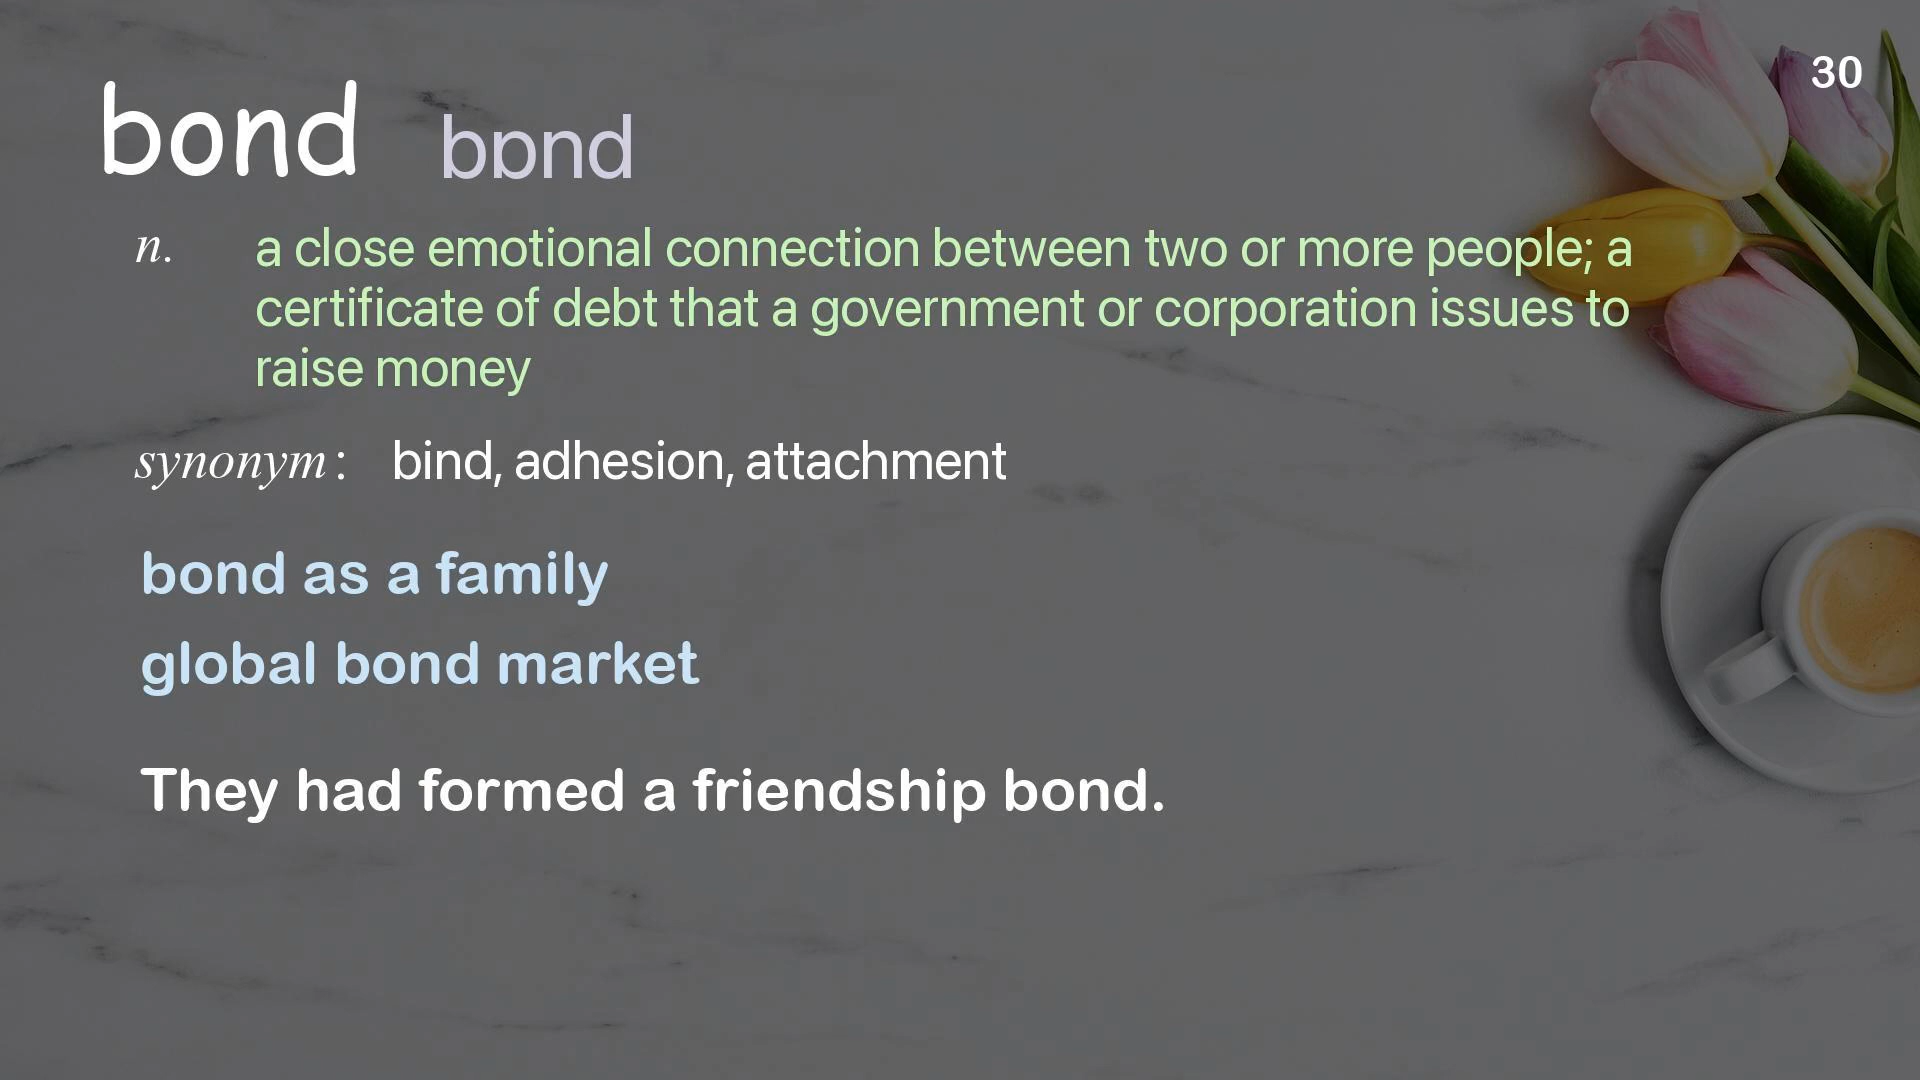 30
bond bɒnd
n. a close emotional connection between two or more people; a
certificate of debt that a government or corporation issues to
raise money
synonym: bind, adhesion, attachment
bond as a family
global bond market
They had formed a friendship bond.